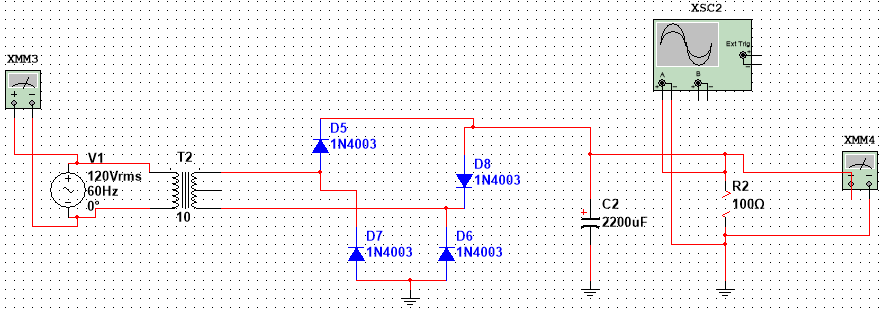 XSC2
Ext Trig
+
-
A
B
+ -
+ -
XMM3
+ -
V1
120Vrms
60Hz
0°
T2
10
D5
1N4003
D8
1N4003
D7
1N4003
D6
1N4003
C2
2200uF
R2
100Ω
XMM4
+ -